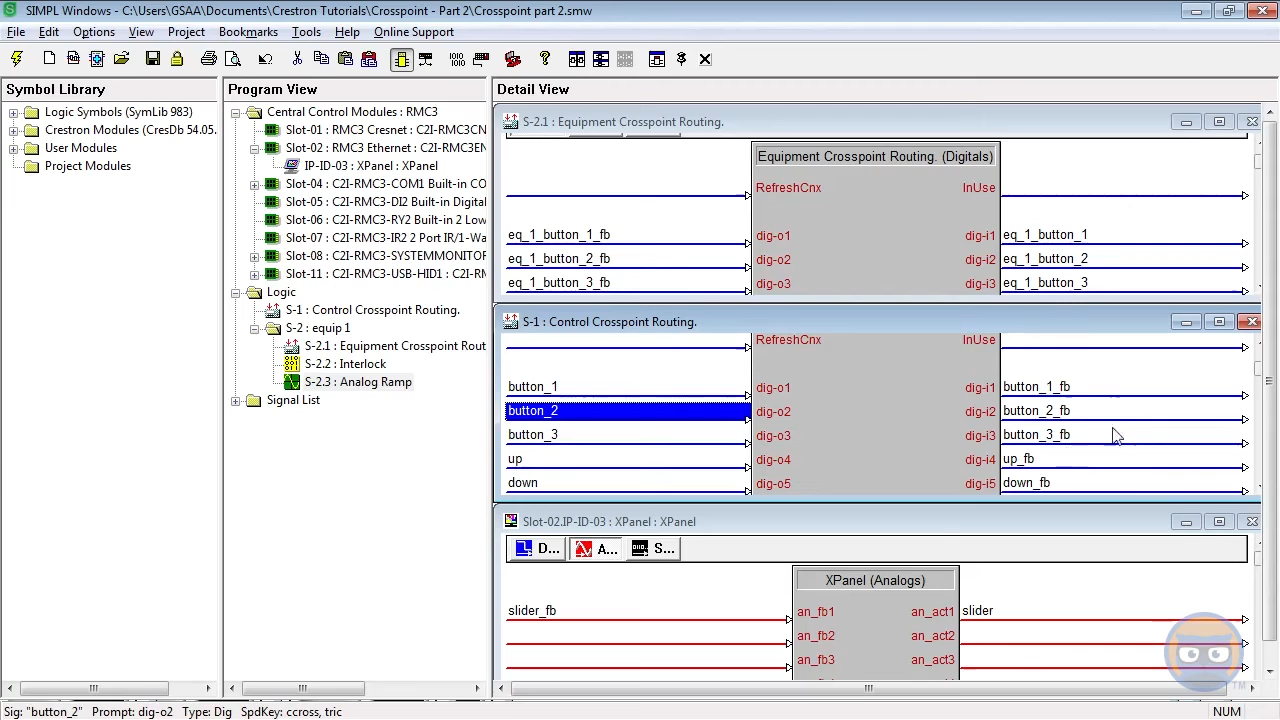 SIMPL Windows - C:\Users\GSAA\Documents\Crestron Tutorials\Crosspoint - Part 2\Crosspoint part 2.smw
File Edit Options View Project Bookmarks Tools Help Online Support
Symbol Library
Logic Symbols (SymLib 983)
Crestron Modules (CresDb 54.05.
User Modules
Project Modules
Program View
Central Control Modules : RMC3
Slot-01 : RMC3 Cresnet : C2I-RMC3CN
Slot-02 : RMC3 Ethernet : C2I-RMC3EN
IP-ID-03 : XPanel : XPanel
Slot-04 : C2I-RMC3-COM1 Built-in CO
Slot-05 : C2I-RMC3-DI2 Built-in Digita
Slot-06 : C2I-RMC3-RY2 Built-in 2 Low
Slot-07 : C2I-RMC3-IR2 2 Port IR/1-Wa
Slot-08 : C2I-RMC3-SYSTEMMONITOR
Slot-11 : C2I-RMC3-USB-HID1 : C2I-RM
Logic
S-1 : Control Crosspoint Routing.
S-2 : equip 1
S-2.1 : Equipment Crosspoint Rout
S-2.2 : Interlock
S-2.3 : Analog Ramp
Signal List
Detail View
S-2.1 : Equipment Crosspoint Routing.
Equipment Crosspoint Routing. (Digitals)
RefreshCnx InUse
eq_1_button_1_fb dig-o1 dig-i1 eq_1_button_1
eq_1_button_2_fb dig-o2 dig-i2 eq_1_button_2
eq_1_button_3_fb dig-o3 dig-i3 eq_1_button_3
S-1 : Control Crosspoint Routing.
RefreshCnx InUse
button_1 dig-o1 dig-i1 button_1_fb
button_2 dig-o2 dig-i2 button_2_fb
button_3 dig-o3 dig-i3 button_3_fb
up dig-o4 dig-i4 up_fb
down dig-o5 dig-i5 down_fb
Slot-02.IP-ID-03 : XPanel : XPanel
D... A... S...
XPanel (Analogs)
slider_fb an_fb1 an_act1 slider
an_fb2 an_act2
an_fb3 an_act3
TM
Sig: "button_2" Prompt: dig-o2 Type: Dig SpdKey: ccross, tric
NUM